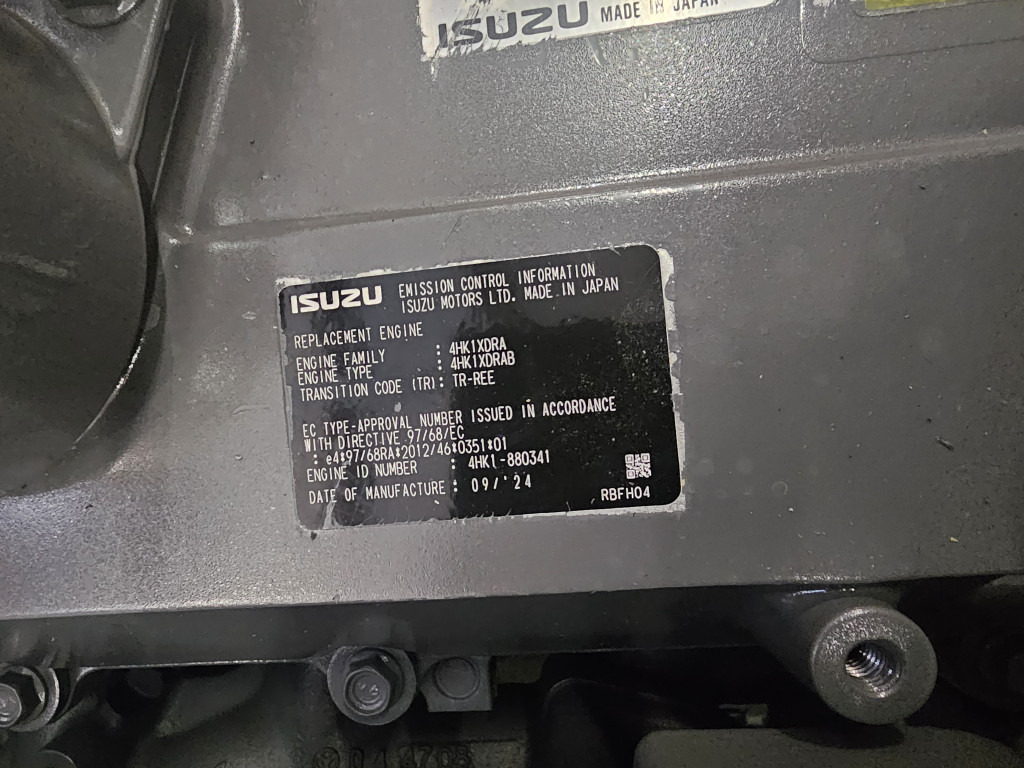 ISUZU MADE IN JAPAN
ISUZU EMISSION CONTROL INFORMATION
ISUZU MOTORS LTD. MADE IN JAPAN
REPLACEMENT ENGINE
ENGINE FAMILY : 4HK1XDRA
ENGINE TYPE : 4HK1XDRAB
TRANSITION CODE (TR): TR-REE
EC TYPE-APPROVAL NUMBER ISSUED IN ACCORDANCE
WITH DIRECTIVE 97/68/EC
: e4*97/68RA*2012/46*0351*01
ENGINE ID NUMBER : 4HK1-880341
DATE OF MANUFACTURE : 09/'24
RBFH04